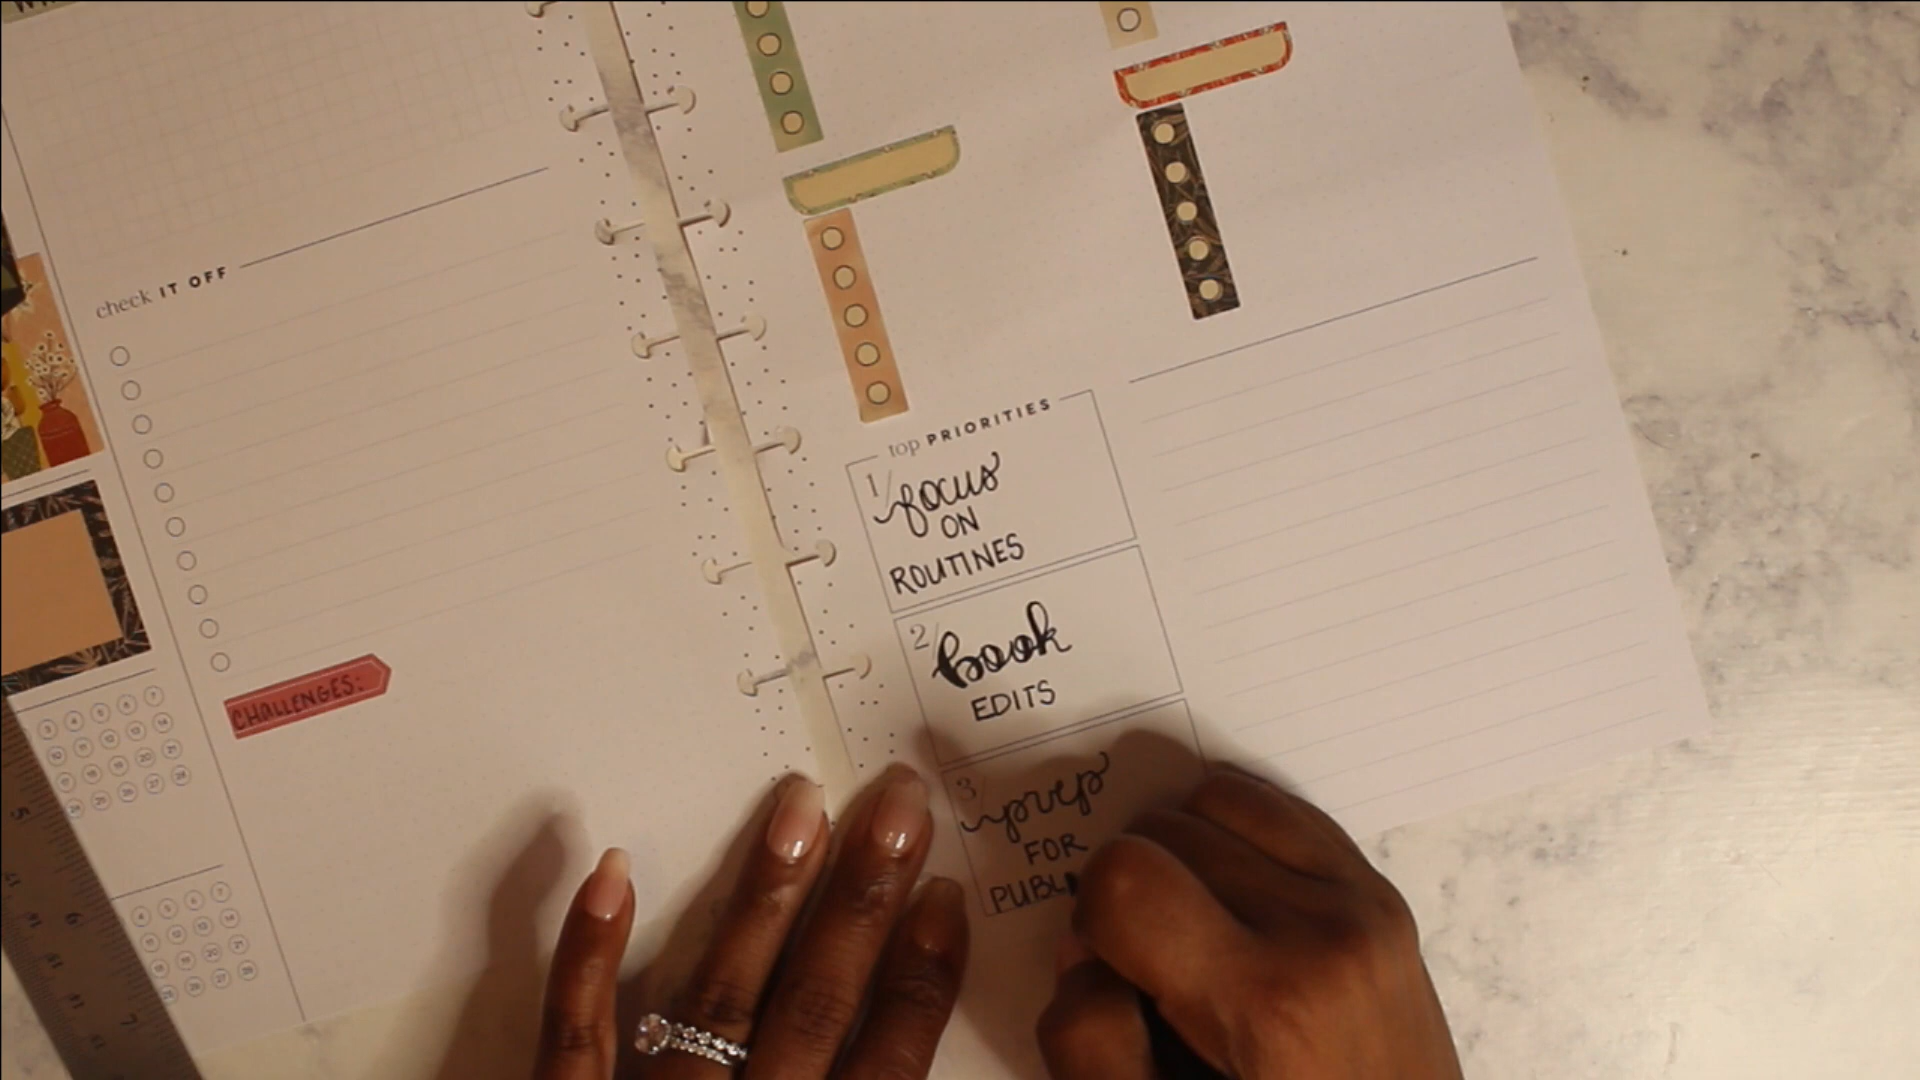 check IT OFF
CHALLENGES:
top PRIORITIES
1/ focus
ON
ROUTINES
2/ book
EDITS
3/ prep
FOR